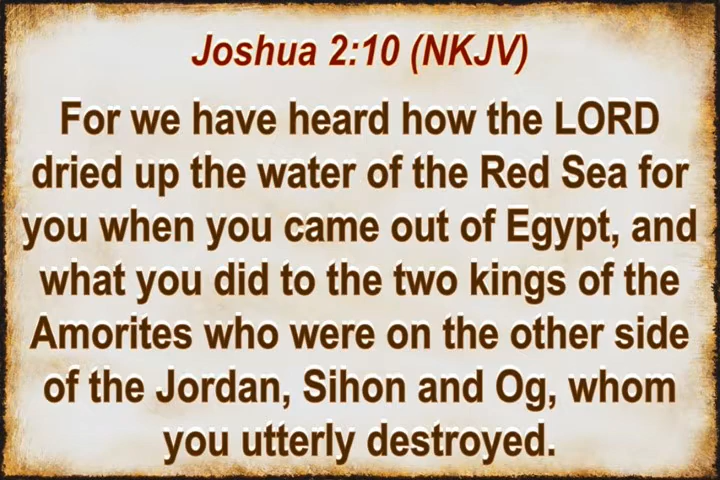 Joshua 2:10 (NKJV)
For we have heard how the LORD
dried up the water of the Red Sea for
you when you came out of Egypt, and
what you did to the two kings of the
Amorites who were on the other side
of the Jordan, Sihon and Og, whom
you utterly destroyed.